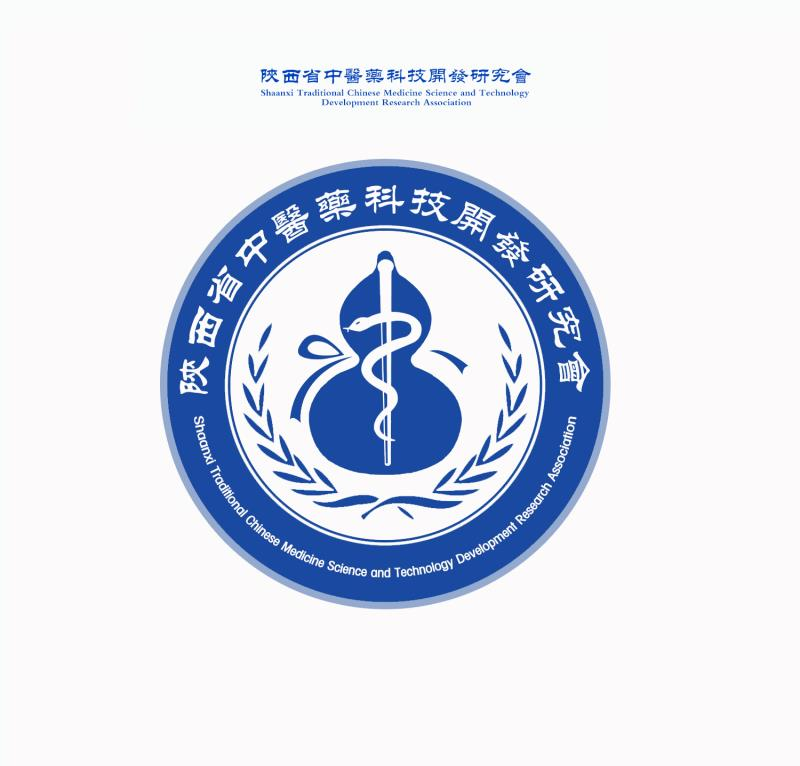 陝西省中醫藥科技開發研究會
Shaanxi Traditional Chinese Medicine Science and Technology
Development Research Association
陝西省中醫藥科技開發研究會
Shaanxi Traditional Chinese Medicine Science and Technology Development Research Association